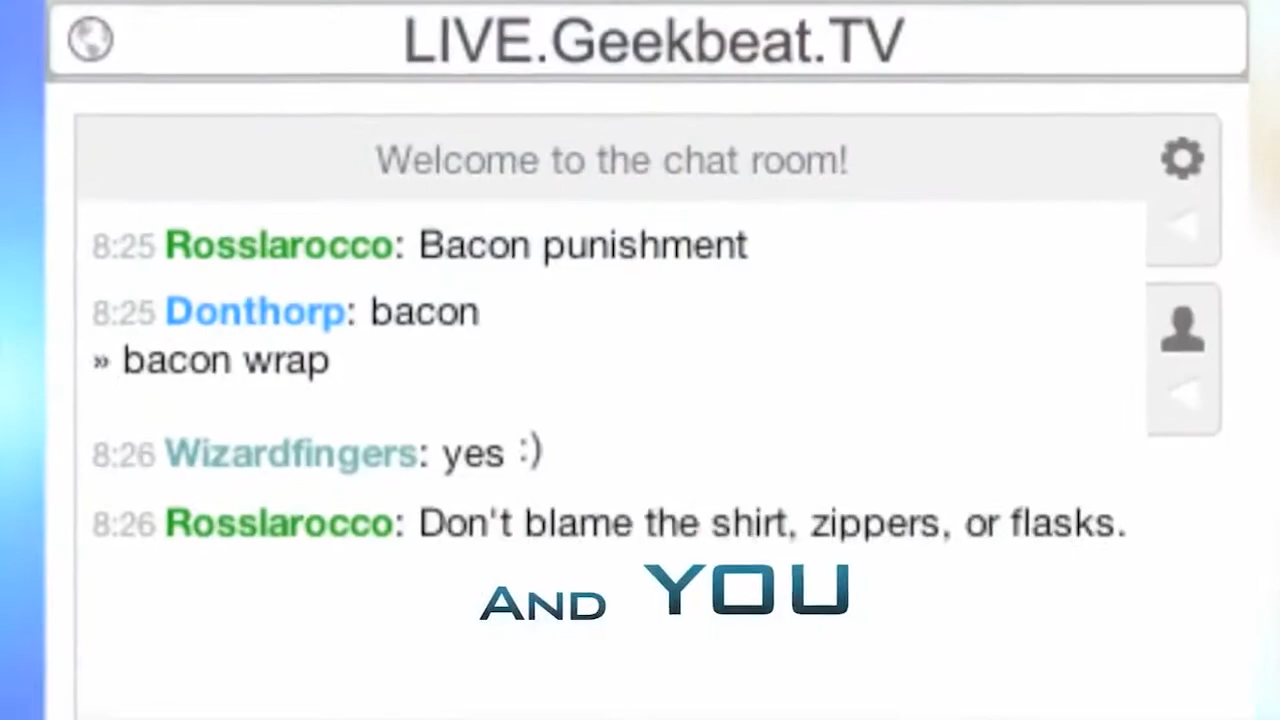 LIVE.Geekbeat.TV
Welcome to the chat room!
8:25 Rosslarocco: Bacon punishment
8:25 Donthorp: bacon
» bacon wrap
8:26 Wizardfingers: yes :)
8:26 Rosslarocco: Don't blame the shirt, zippers, or flasks.
AND YOU